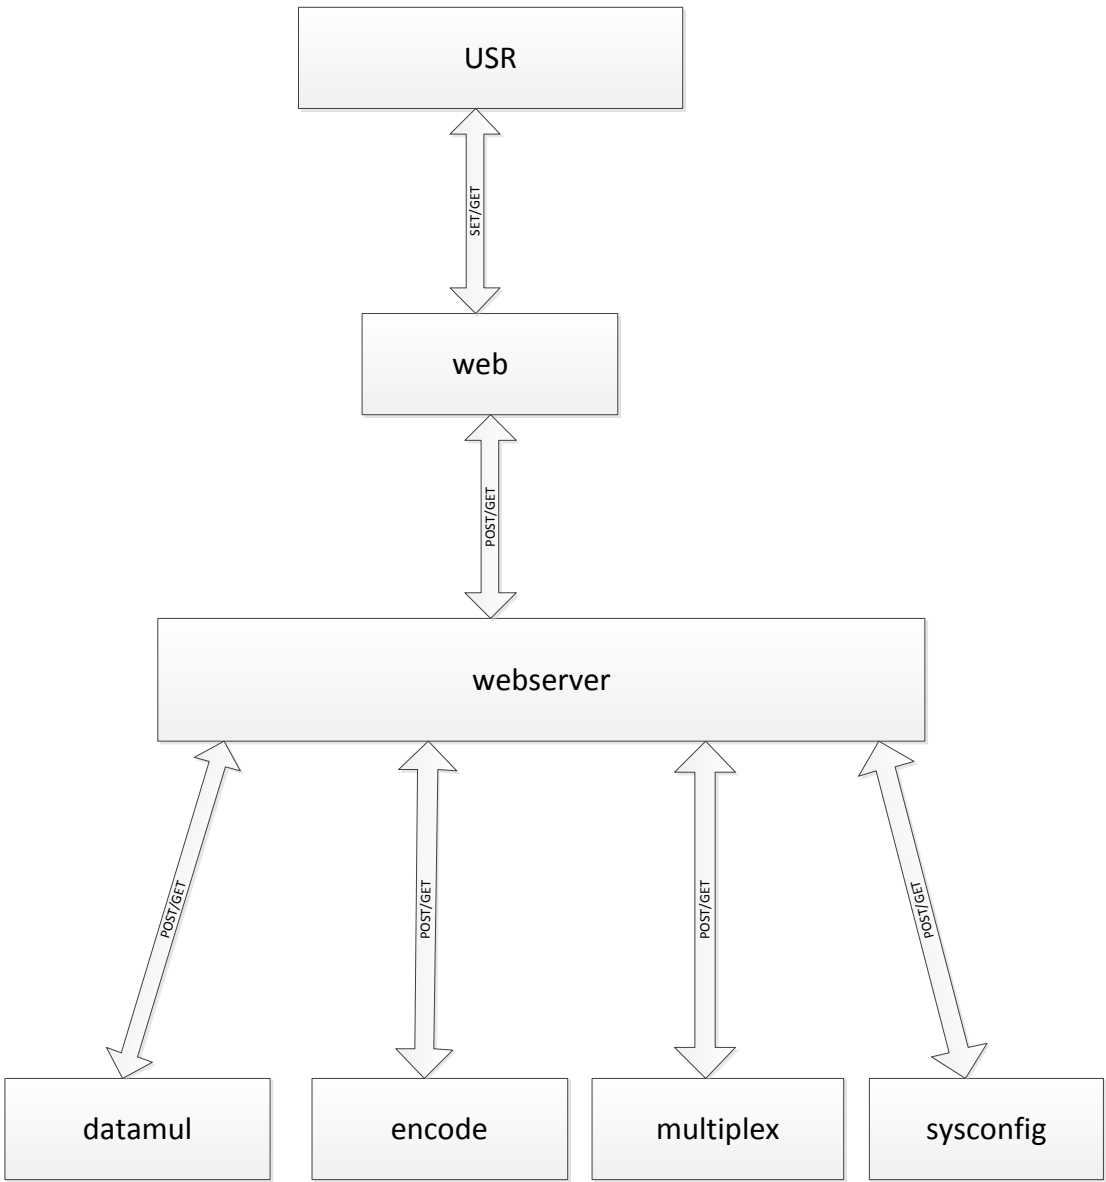 USR
SET/GET
web
POST/GET
webserver
POST/GET
POST/GET
POST/GET
POST/GET
datamul
encode
multiplex
sysconfig